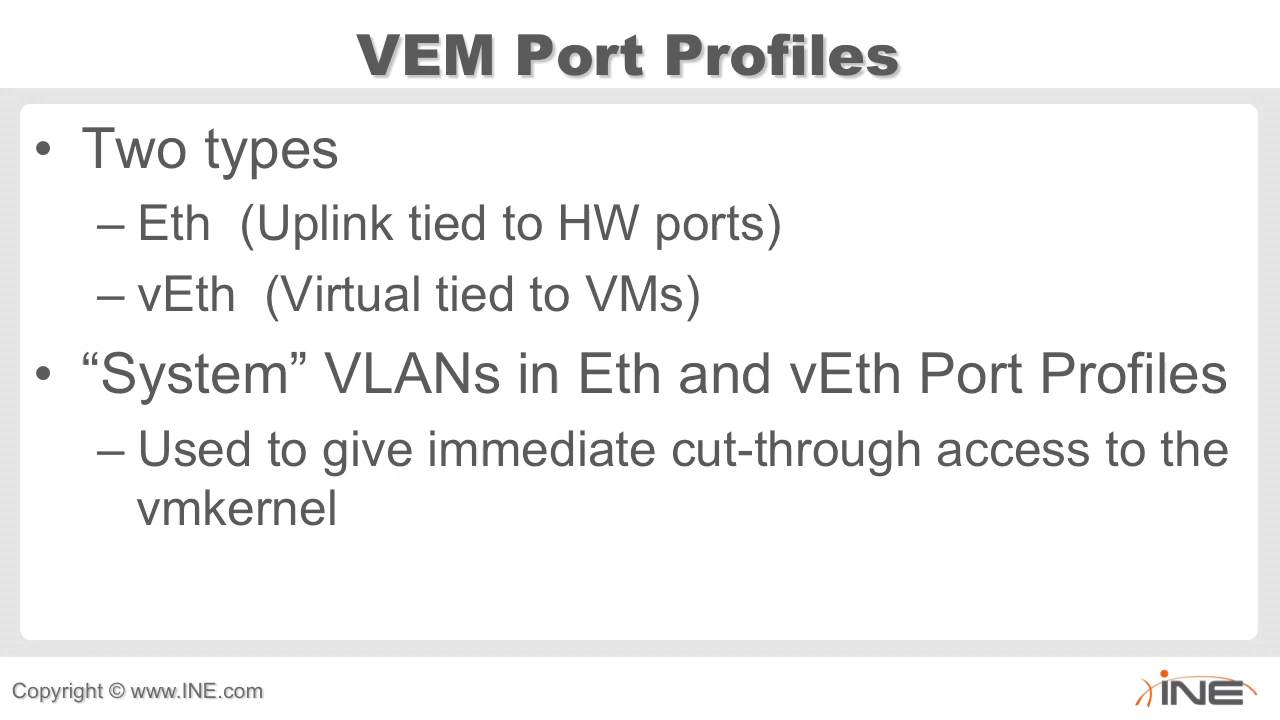 VEM Port Profiles
• Two types
– Eth  (Uplink tied to HW ports)
– vEth  (Virtual tied to VMs)
• “System” VLANs in Eth and vEth Port Profiles
– Used to give immediate cut-through access to the
vmkernel
Copyright © www.INE.com
INE